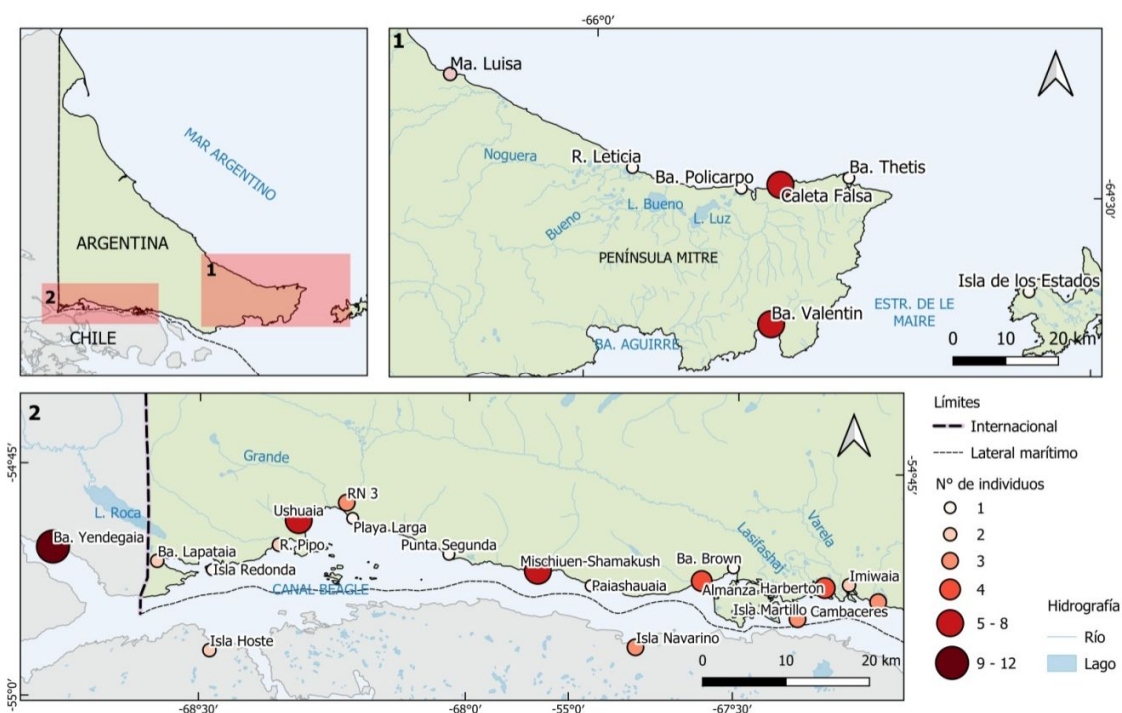 MAR ARGENTINO
ARGENTINA
1
2
CHILE
-66°0'
1
Ma. Luisa
Noguera
R. Leticia
Ba. Policarpo
Ba. Thetis
Caleta Falsa
L. Bueno
L. Luz
Bueno
-64°30'
PENÍNSULA MITRE
Isla de los Estados
Ba. Valentin
ESTR. DE LE
MAIRE
BA. AGUIRRE
0 10 20 km
2
-54°45'
-54°45'
Grande
L. Roca
RN 3
Ushuaia
Playa Larga
Ba. Yendegaia
Ba. Lapataia
R. Pipo
Isla Redonda
Punta Segunda
Mischiuen-Shamakush
Paiashauaia
CANAL BEAGLE
Lasifashaj
Varela
Ba. Brown
Almanza
Harberton
Imiwaia
Isla Martillo
Cambaceres
Isla Hoste
Isla Navarino
0 10 20 km
-55°0'
-68°30'
-68°0'
-55°0'
-67°30'
Límites
Internacional
Lateral marítimo
N° de individuos
1
2
3
4
5 - 8
9 - 12
Hidrografía
Río
Lago